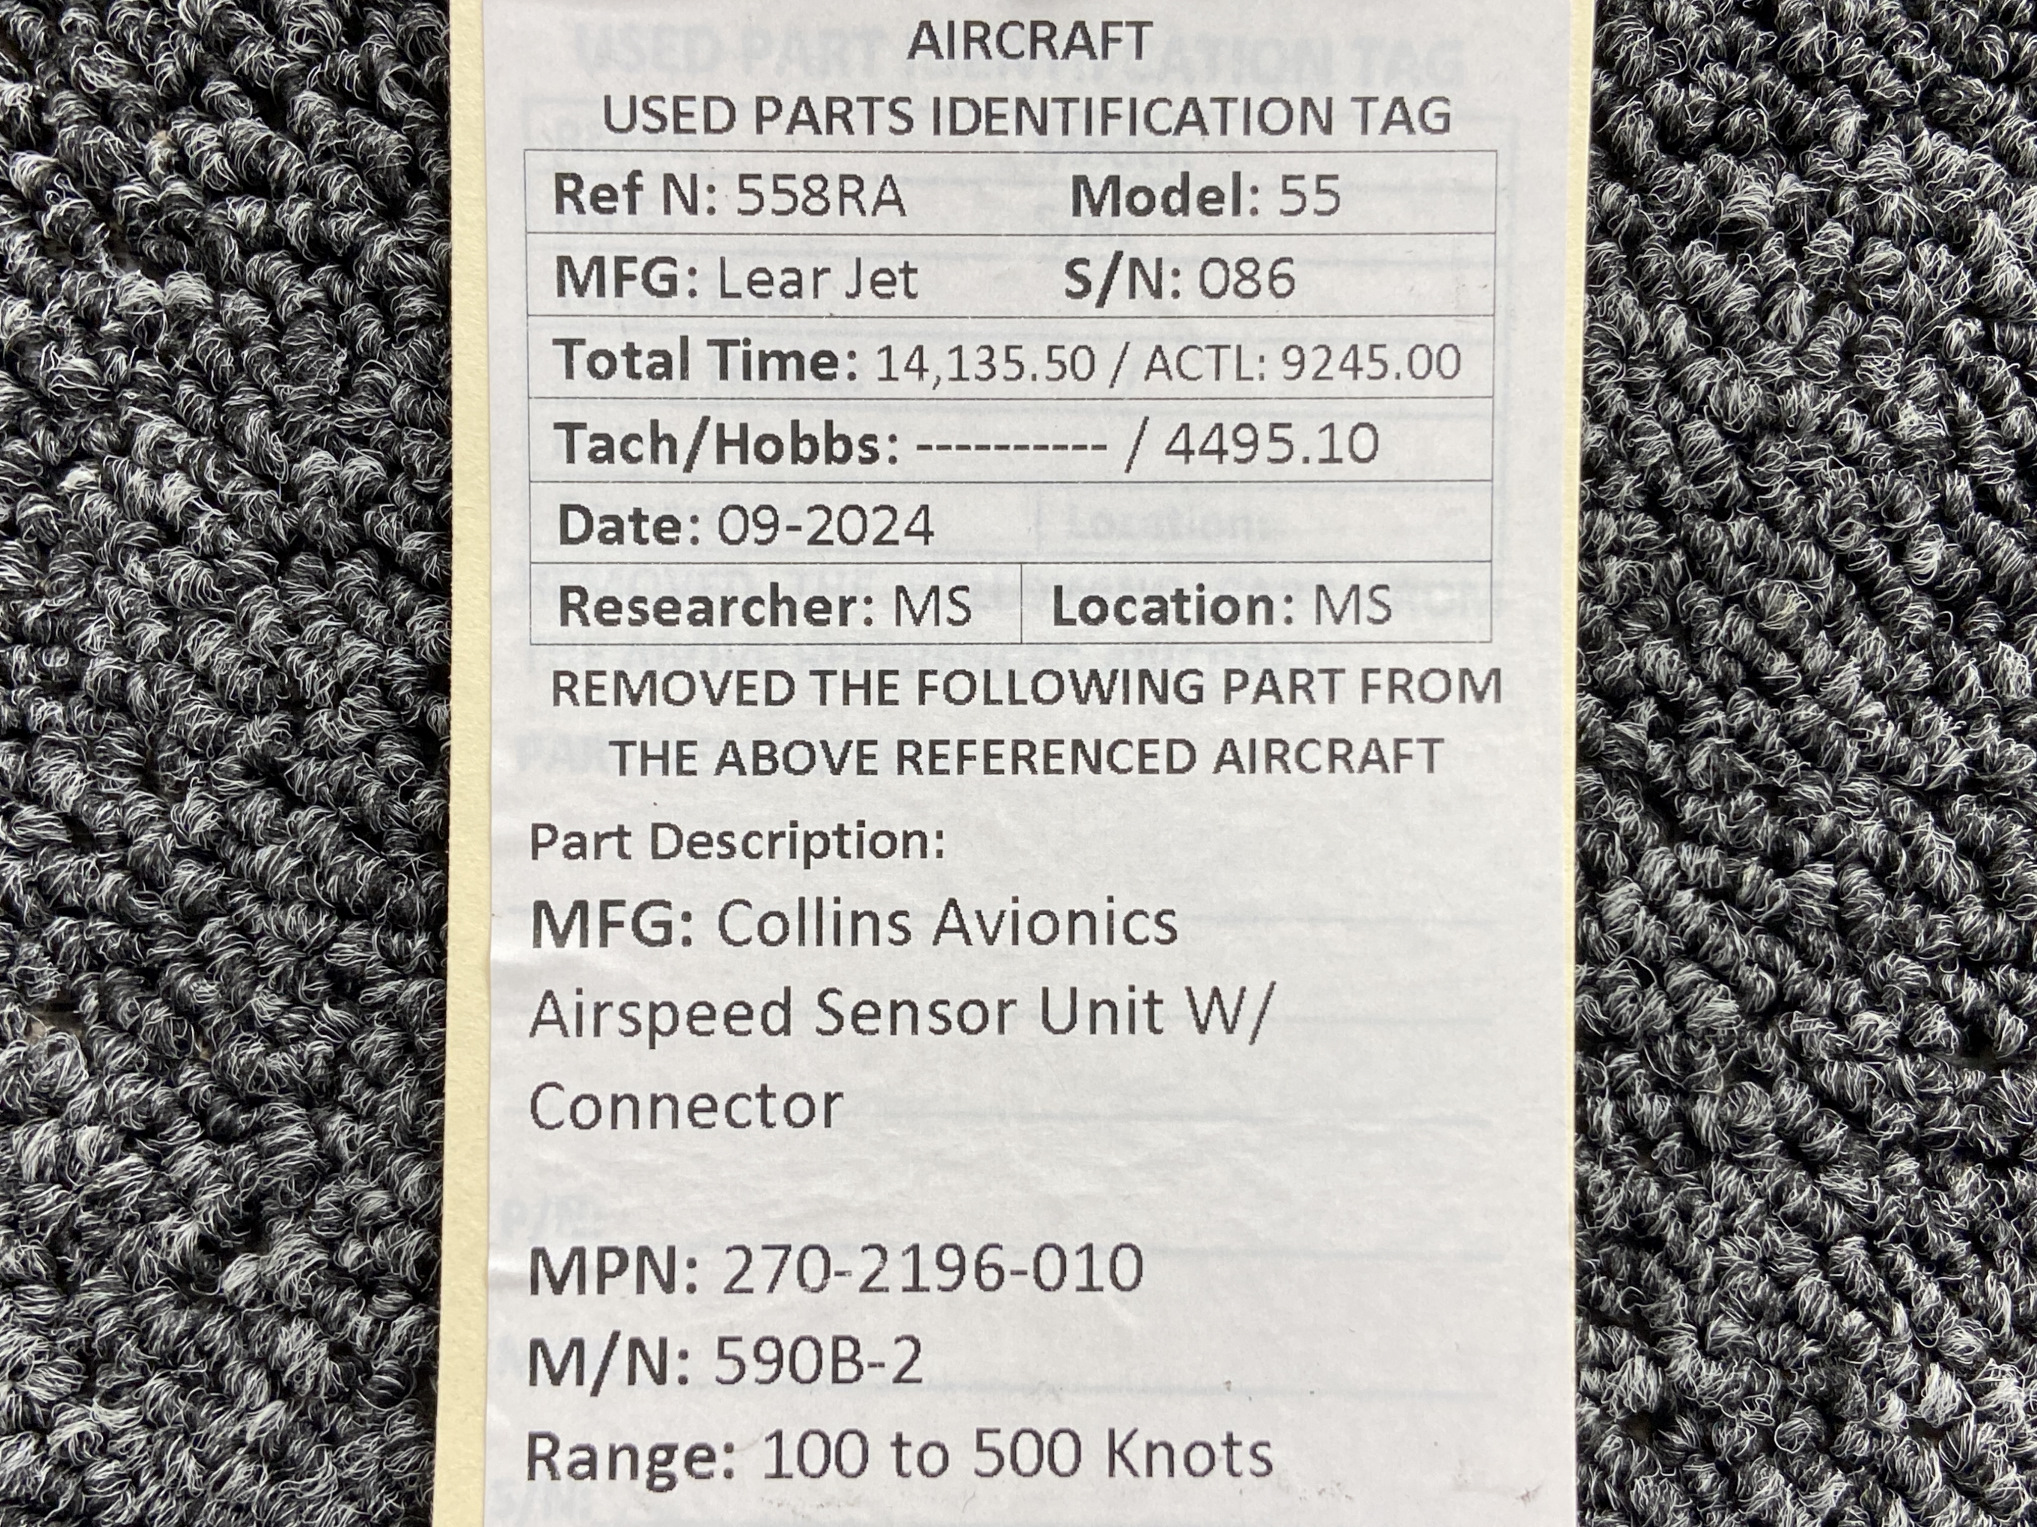 AIRCRAFT
USED PARTS IDENTIFICATION TAG
Ref N: 558RA Model: 55
MFG: Lear Jet S/N: 086
Total Time: 14,135.50 / ACTL: 9245.00
Tach/Hobbs: ---------- / 4495.10
Date: 09-2024
Researcher: MS Location: MS
REMOVED THE FOLLOWING PART FROM
THE ABOVE REFERENCED AIRCRAFT
Part Description:
MFG: Collins Avionics
Airspeed Sensor Unit W/
Connector
MPN: 270-2196-010
M/N: 590B-2
Range: 100 to 500 Knots